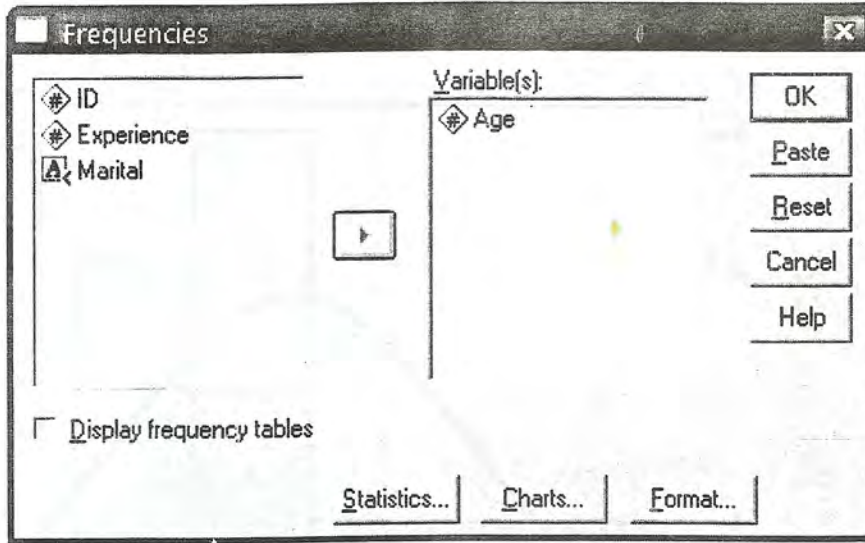 Frequencies
ID
Experience
Marital
Variable(s):
Age
OK
Paste
Reset
Cancel
Help
Display frequency tables
Statistics...
Charts...
Format...